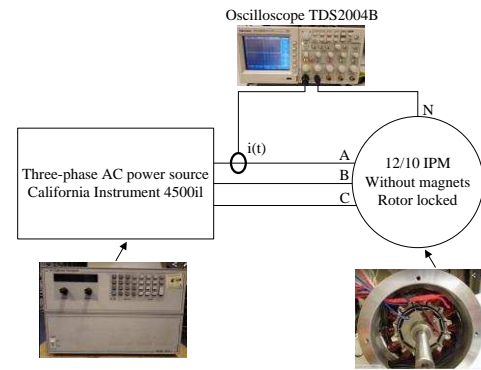 Oscilloscope TDS2004B
N
i(t)
A
B
C
Three-phase AC power source
California Instrument 4500il
12/10 IPM
Without magnets
Rotor locked